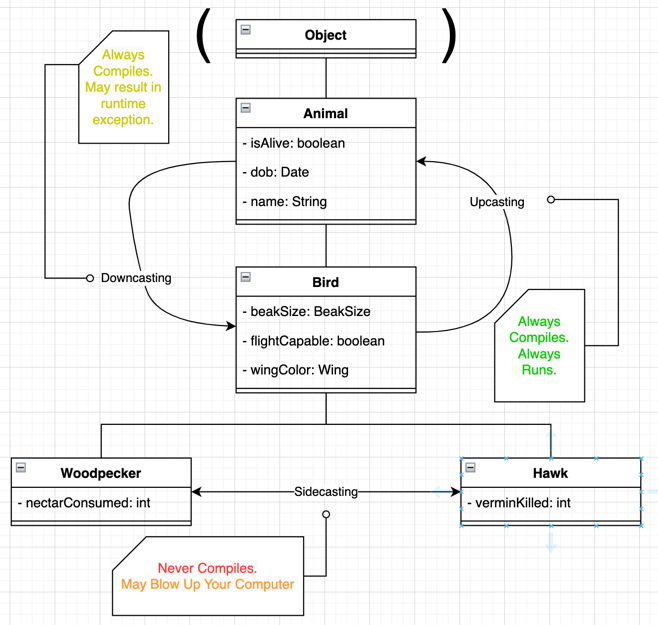 ( Object )
Always
Compiles.
May result in
runtime
exception.
Animal
- isAlive: boolean
- dob: Date
- name: String
Upcasting
Downcasting
Bird
- beakSize: BeakSize
- flightCapable: boolean
- wingColor: Wing
Always
Compiles.
Always
Runs.
Woodpecker
- nectarConsumed: int
Sidecasting
Hawk
- verminKilled: int
Never Compiles.
May Blow Up Your Computer